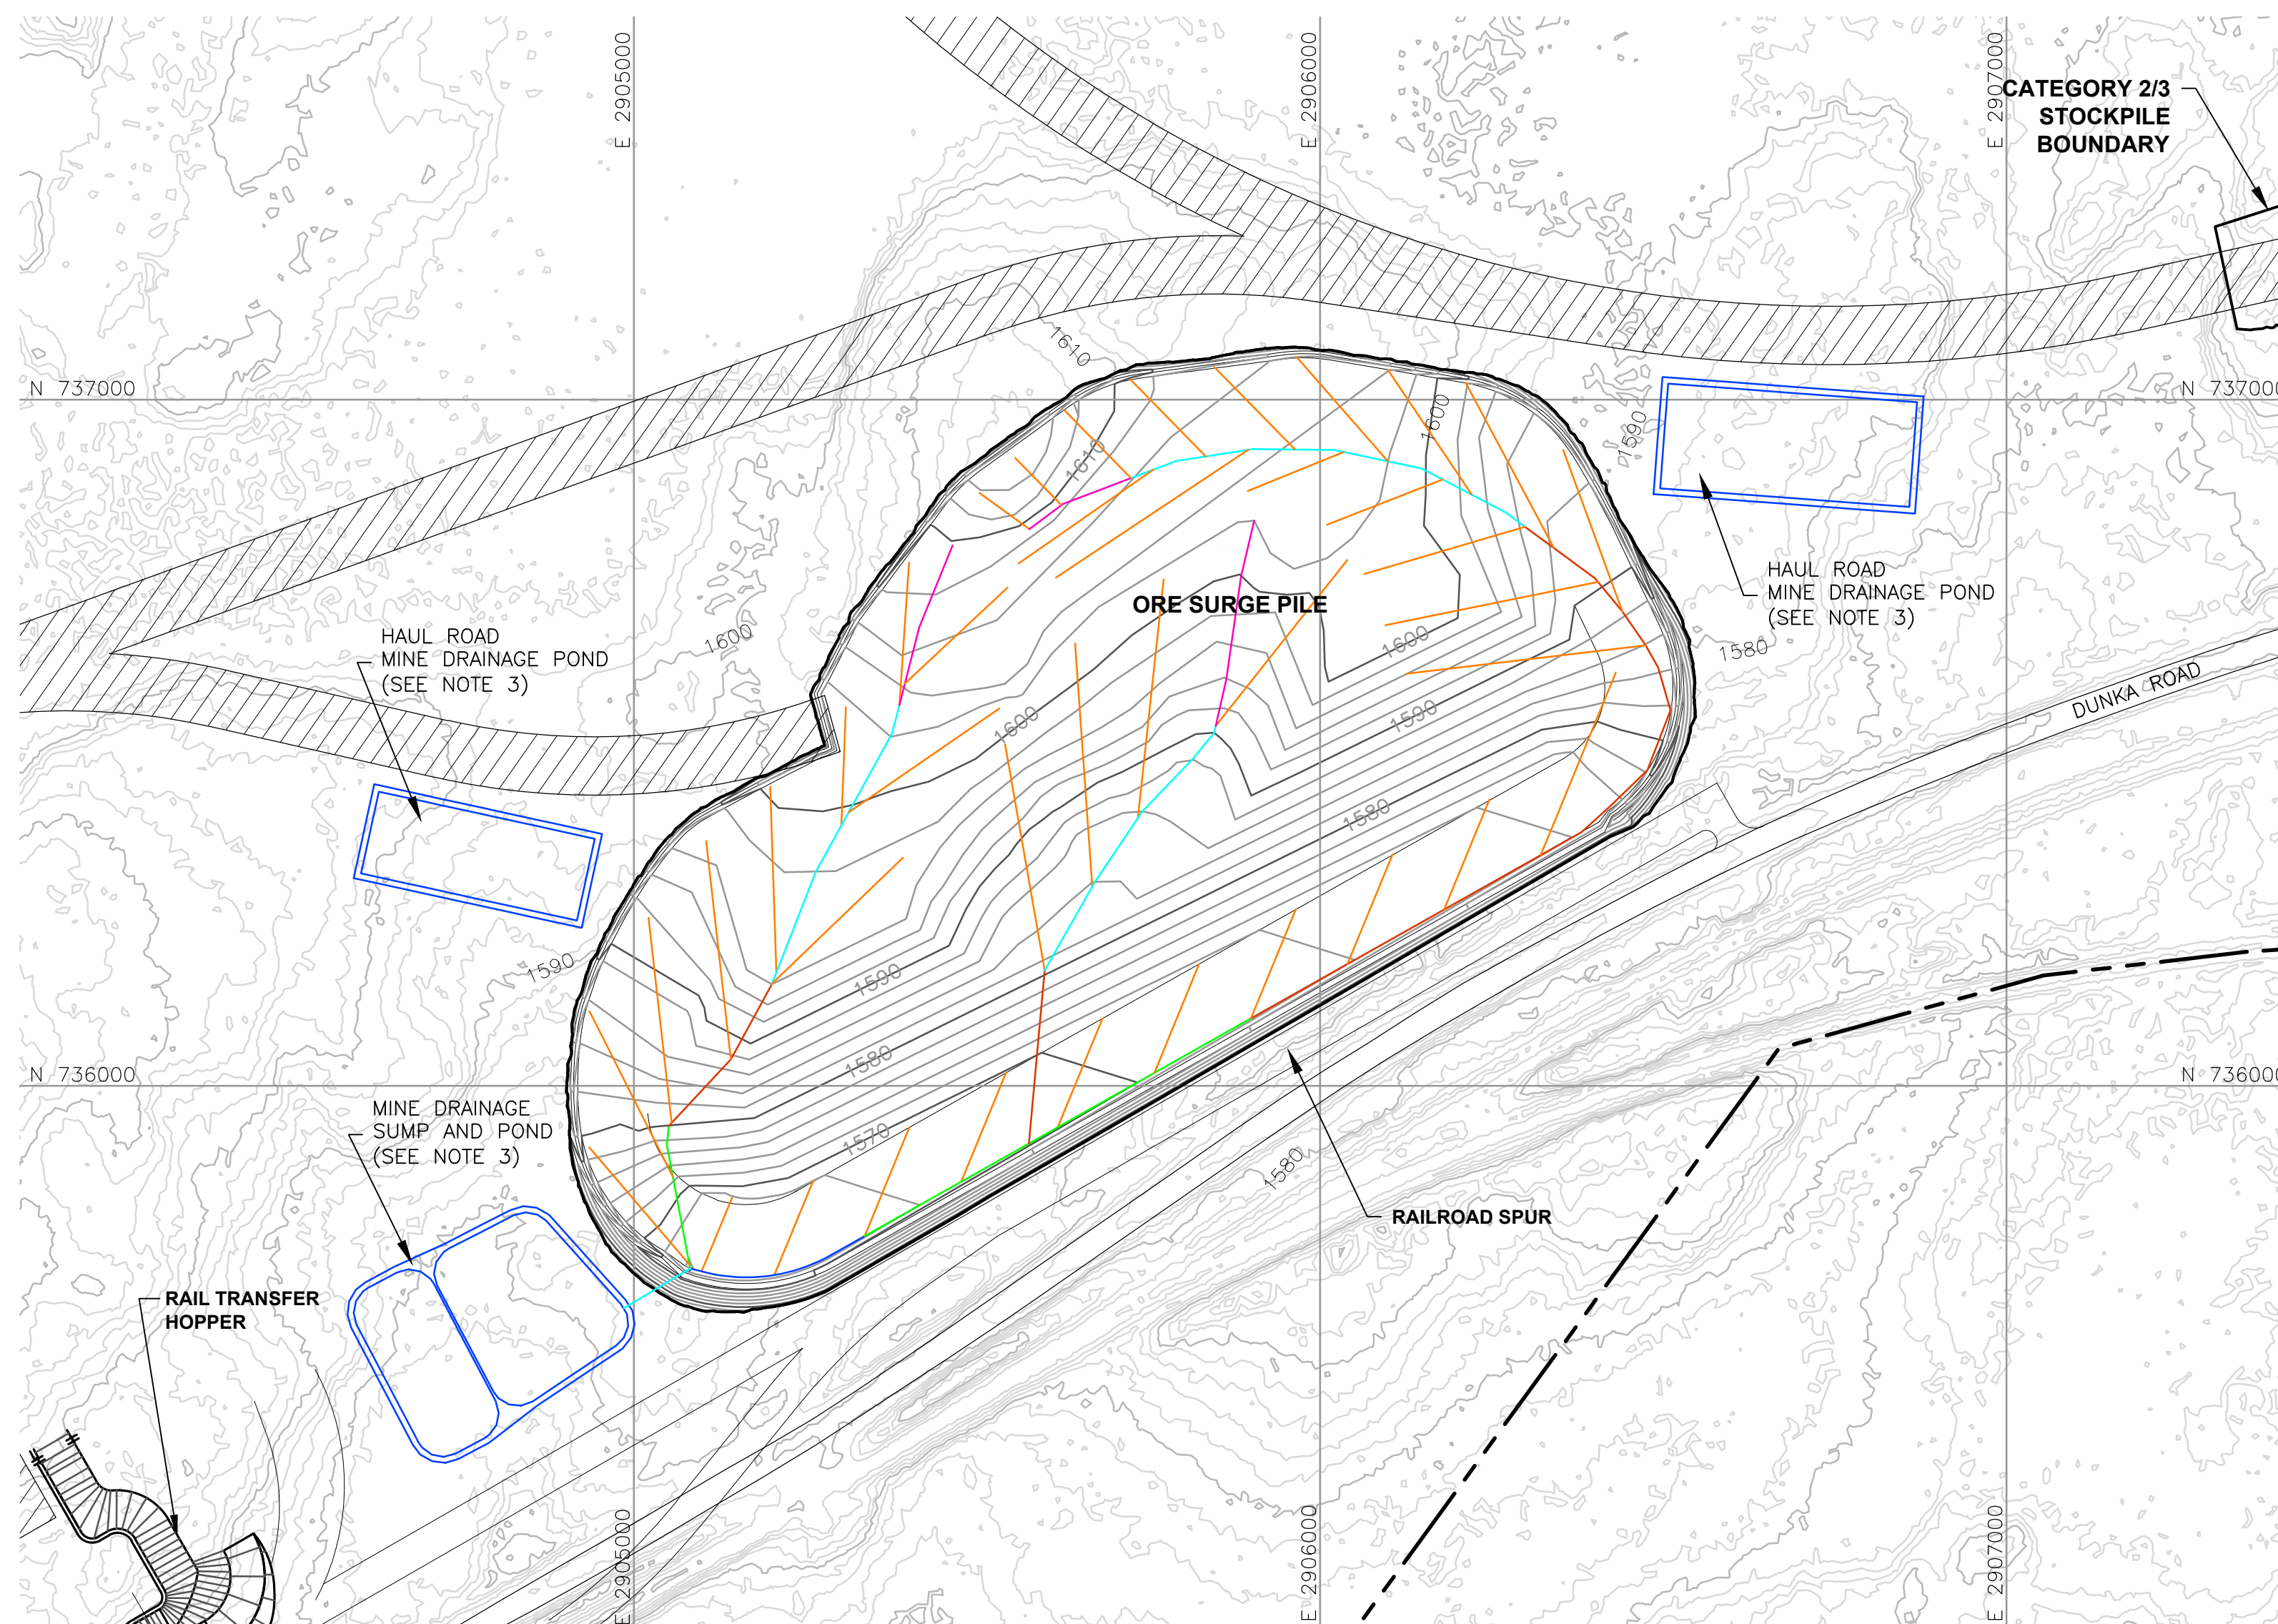 E 2905000
E 2906000
E 2907000
CATEGORY 2/3
STOCKPILE
BOUNDARY
1610
N 737000
N 737000
1600
1590
1610
HAUL ROAD
MINE DRAINAGE POND
(SEE NOTE 3)
ORE SURGE PILE
HAUL ROAD
MINE DRAINAGE POND
(SEE NOTE 3)
1600
1600
1580
DUNKA ROAD
1600
1590
1580
1590
1590
1580
N 736000
N 736000
MINE DRAINAGE
SUMP AND POND
(SEE NOTE 3)
1570
1580
RAILROAD SPUR
RAIL TRANSFER
HOPPER
E 2905000
E 2906000
E 2907000